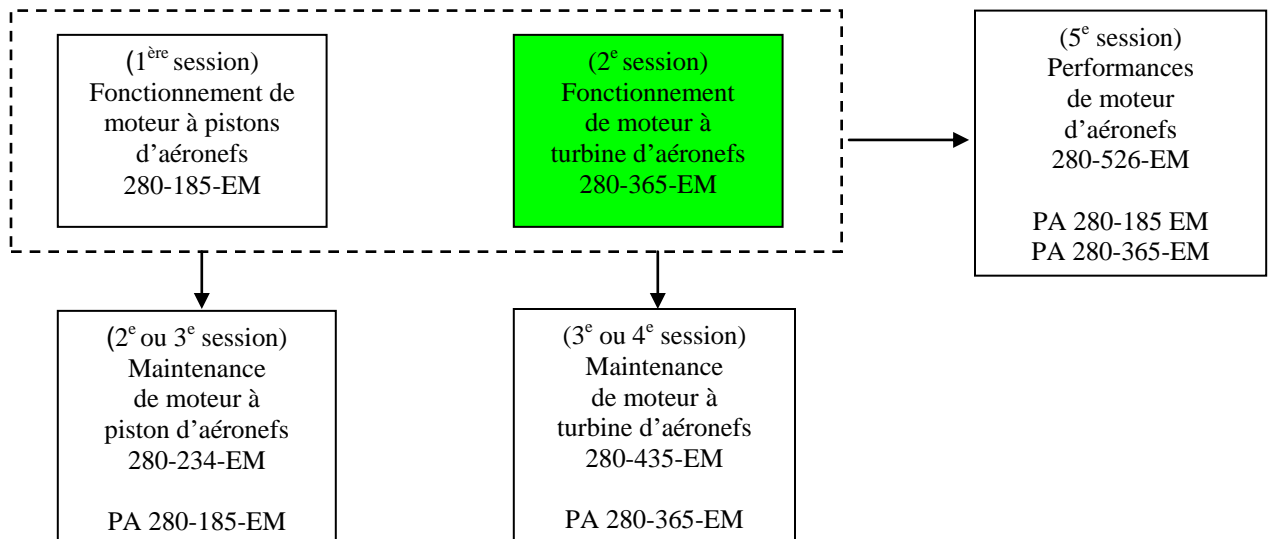 (1ère session)
Fonctionnement de
moteur à pistons
d’aéronefs
280-185-EM
(2e session)
Fonctionnement
de moteur à
turbine d’aéronefs
280-365-EM
(5e session)
Performances
de moteur
d’aéronefs
280-526-EM
PA 280-185 EM
PA 280-365-EM
(2e ou 3e session)
Maintenance
de moteur à
piston d’aéronefs
280-234-EM
PA 280-185-EM
(3e ou 4e session)
Maintenance
de moteur à
turbine d’aéronefs
280-435-EM
PA 280-365-EM